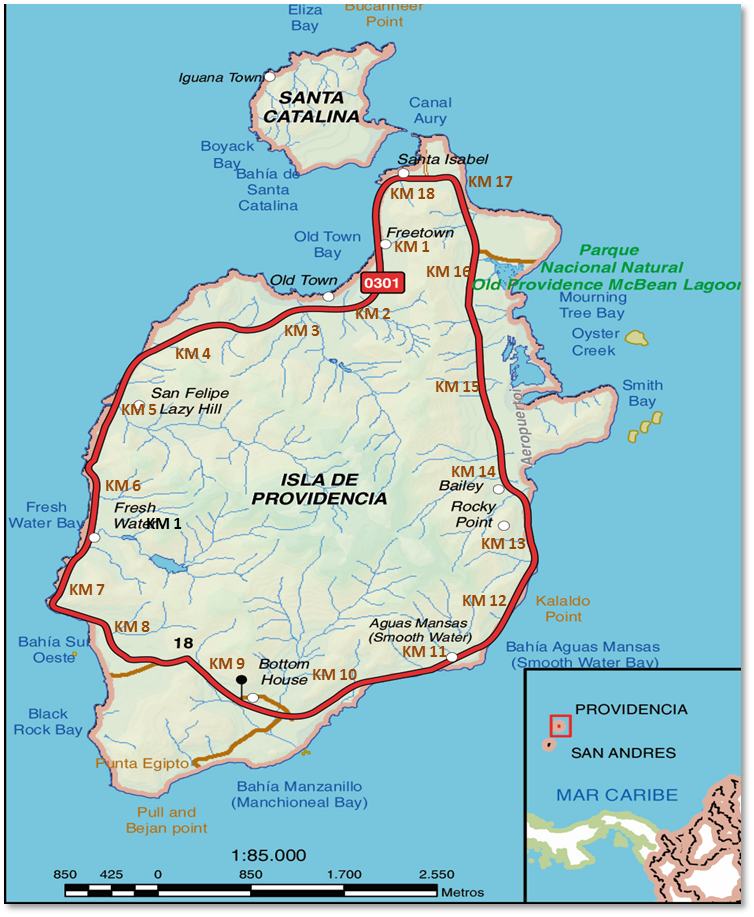 Eliza
Bay
Bucanneer
Point
Iguana Town
SANTA
CATALINA
Canal
Aury
Boyack
Bay
Bahía de
Santa
Catalina
Santa Isabel
KM 18
KM 17
Old Town
Bay
Freetown
KM 1
Parque
Nacional Natural
Old Providence McBean Lagoon
KM 16
Old Town
0301
KM 2
KM 3
Mourning
Tree Bay
Oyster
Creek
KM 4
KM 15
Smith
Bay
San Felipe
Lazy Hill
KM 5
Aeropuerto
KM 14
Bailey
KM 6
ISLA DE
PROVIDENCIA
Fresh
Water Bay
Fresh
Water
KM 1
Rocky
Point
KM 13
KM 7
KM 12
Kalaldo
Point
KM 8
Aguas Mansas
(Smooth Water)
KM 11
Bahía Sur
Oeste
18
KM 9
Bottom
House
KM 10
Bahía Aguas Mansas
(Smooth Water Bay)
Black
Rock Bay
Punta Egipto
Bahía Manzanillo
(Manchioneal Bay)
Pull and
Bejan point
PROVIDENCIA
SAN ANDRES
MAR CARIBE
1:85.000
850 425 0 850 1.700 2.550
Metros